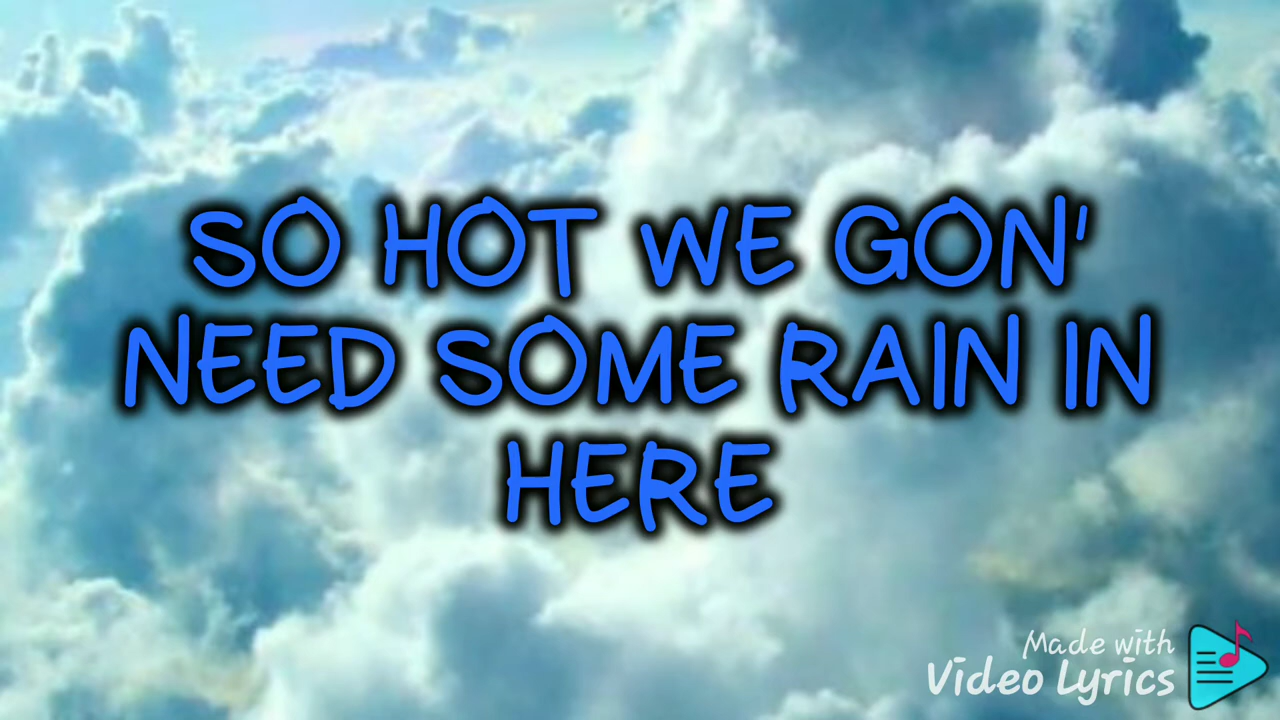 SO HOT WE GON'
NEED SOME RAIN IN
HERE
Made with
Video Lyrics